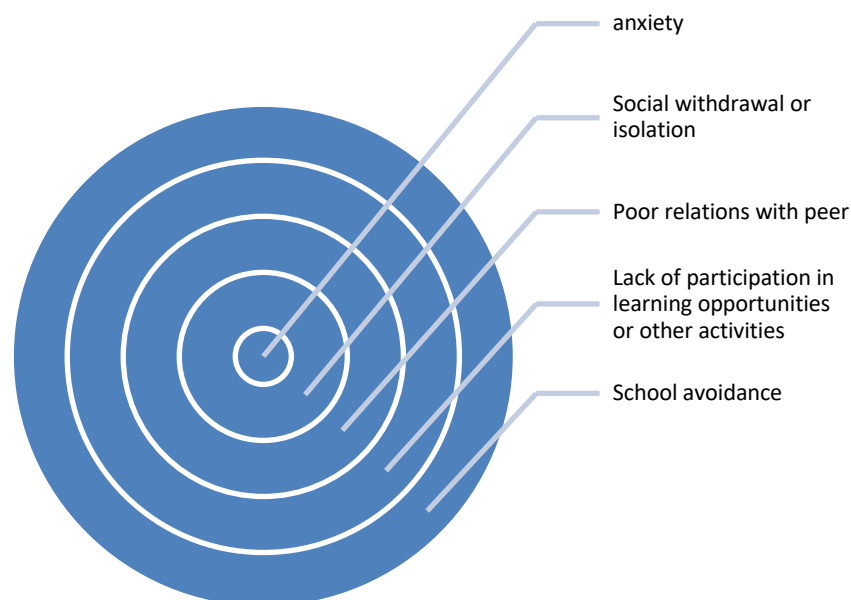 anxiety
Social withdrawal or
isolation
Poor relations with peer
Lack of participation in
learning opportunities
or other activities
School avoidance